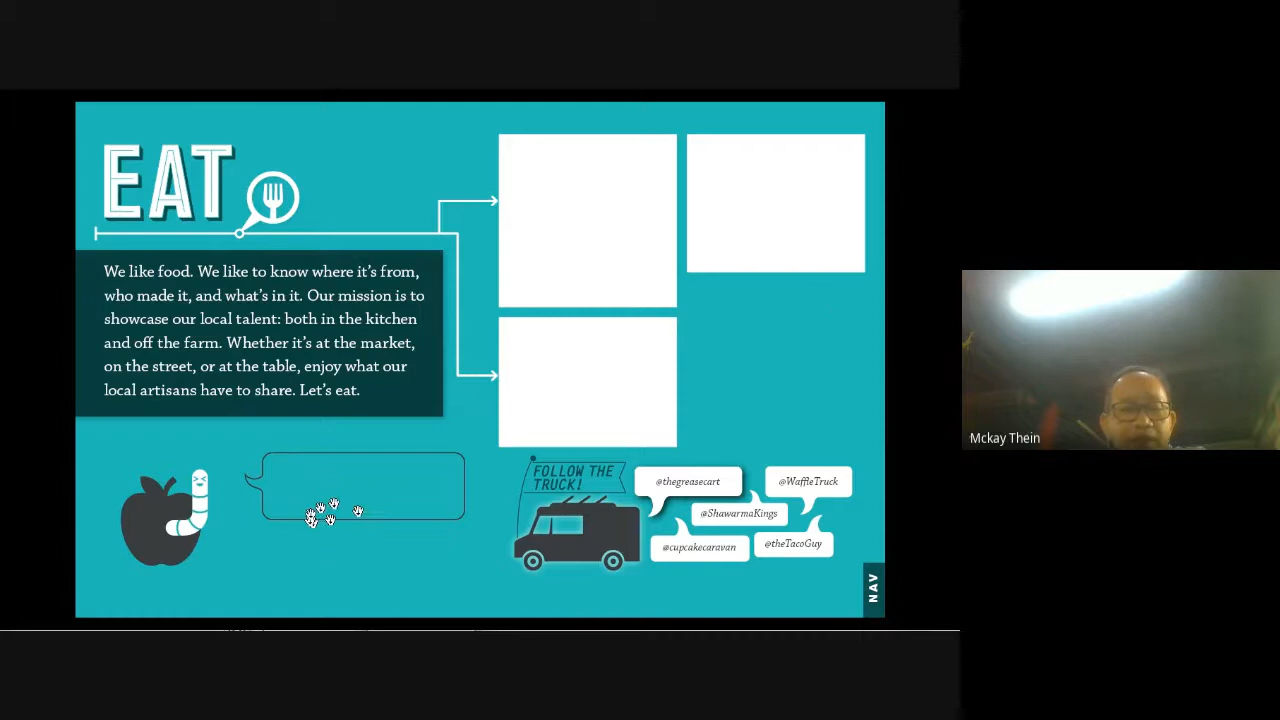 EAT
We like food. We like to know where it's from,
who made it, and what's in it. Our mission is to
showcase our local talent: both in the kitchen
and off the farm. Whether it's at the market,
on the street, or at the table, enjoy what our
local artisans have to share. Let's eat.
FOLLOW THE
TRUCK!
@thegreasecart
@WaffleTruck
@ShawarmaKings
@cupcakecaravan
@theTacoGuy
NAV
Mckay Thein